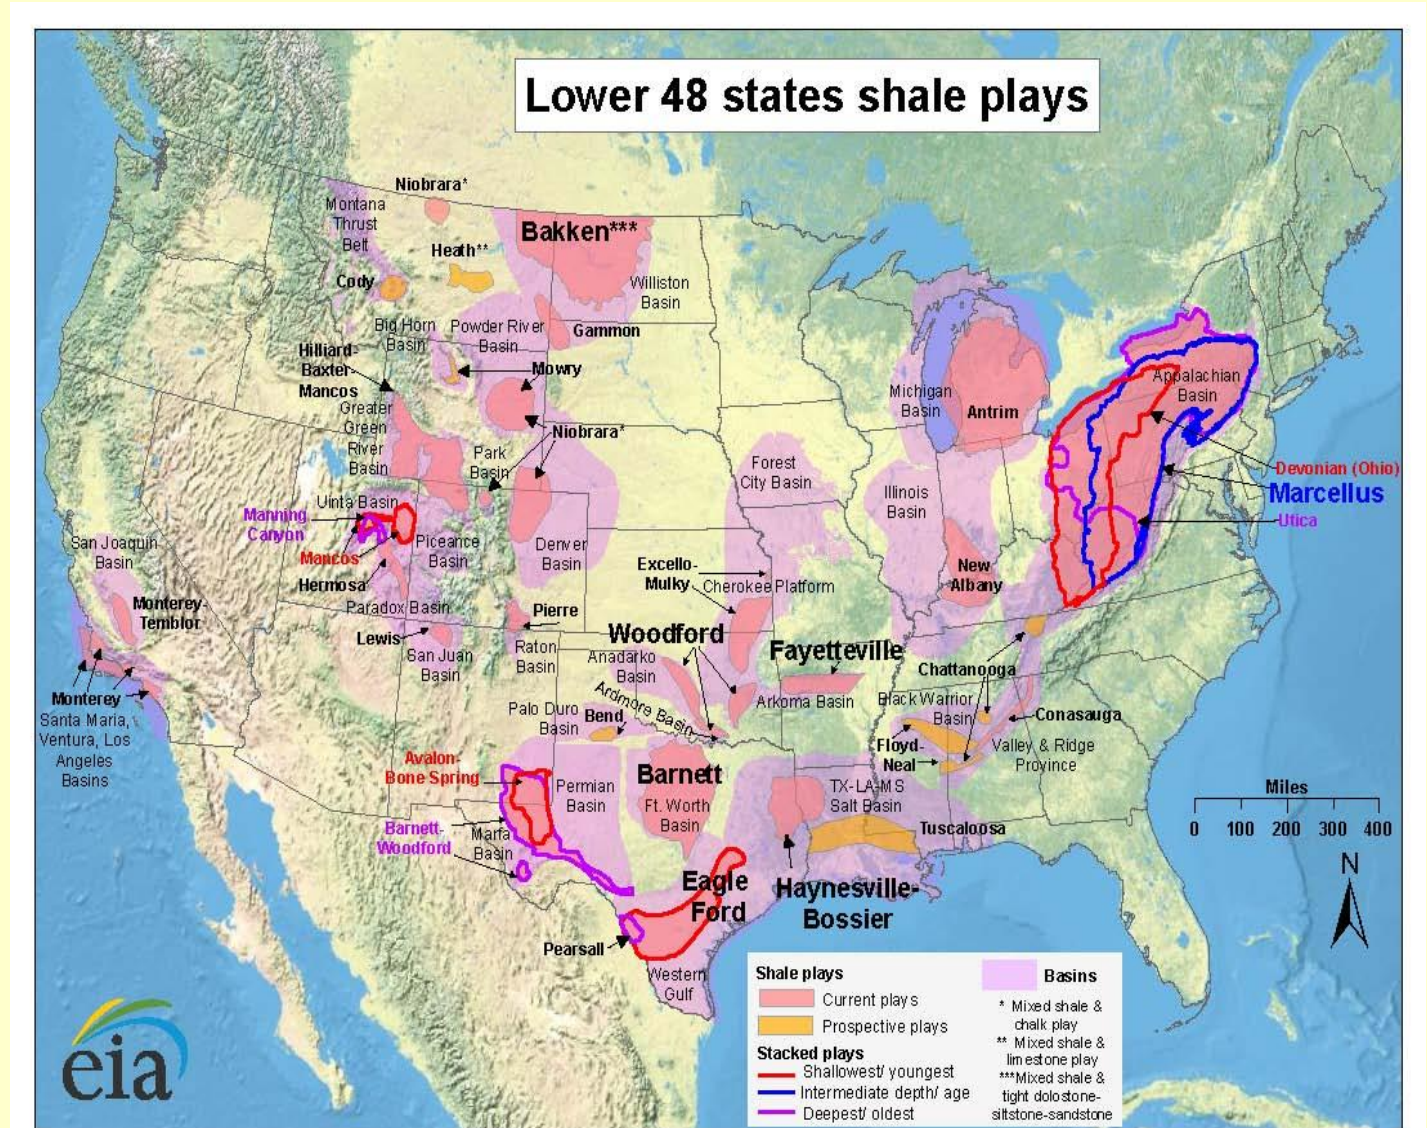 Lower 48 states shale plays
Niobrara*
Montana
Thrust
Belt
Bakken***
Heath**
Cody
Williston
Basin
Big Horn
Basin
Powder River
Basin
Gammon
Hilliard-
Baxter-
Mancos
Mowry
Greater
Green
River
Basin
Niobrara*
Park
Basin
Michigan
Basin
Antrim
Appalachian
Basin
Forest
City Basin
Illinois
Basin
Devonian (Ohio)
Marcellus
Utica
Uinta Basin
Manning
Canyon
Mancos
Piceance
Basin
Denver
Basin
San Joaquin
Basin
Hermosa
Paradox Basin
Excello-
Mulky
Cherokee Platform
New
Albany
Monterey-
Temblor
Lewis
San Juan
Basin
Pierre
Raton
Basin
Woodford
Anadarko
Basin
Fayetteville
Arkoma Basin
Chattanooga
Monterey
Santa Maria,
Ventura, Los
Angeles
Basins
Palo Duro
Basin
Bend
Ardmore Basin
Black Warrior
Basin
Conasauga
Floyd-
Neal
Valley & Ridge
Province
Avalon-
Bone Spring
Permian
Basin
Barnett
Ft. Worth
Basin
TX-LA-MS
Salt Basin
Tuscaloosa
Barnett-
Woodford
Marfa
Basin
Eagle
Ford
Haynesville-
Bossier
Pearsall
Western
Gulf
Miles
0 100 200 300 400
N
Shale plays
Current plays
Prospective plays
Stacked plays
Shallowest/ youngest
Intermediate depth/ age
Deepest/ oldest
Basins
* Mixed shale &
chalk play
** Mixed shale &
limestone play
***Mixed shale &
tight dolostone-
siltstone-sandstone
eia